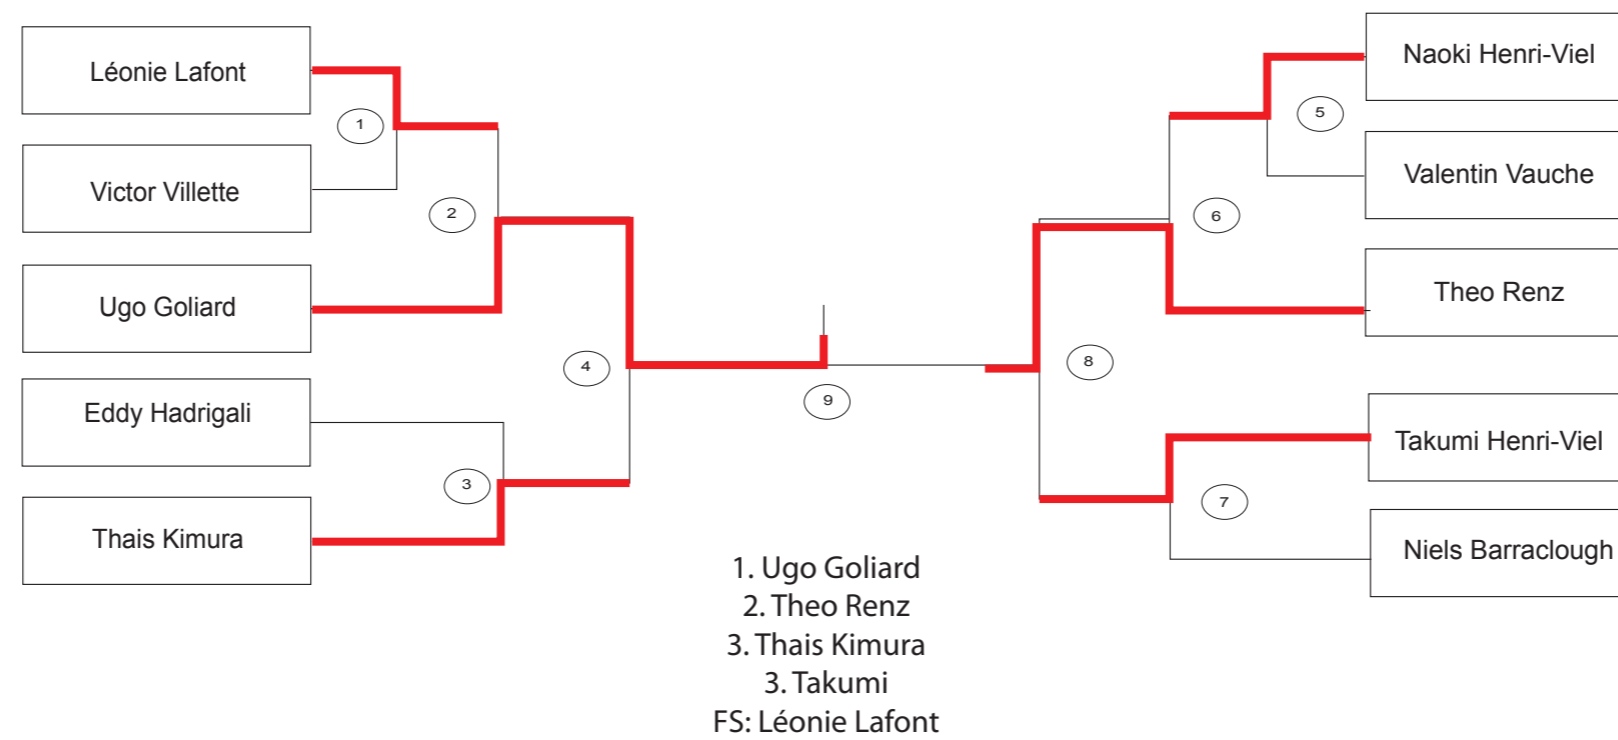 Léonie Lafont
1
Victor Villette
2
Ugo Goliard
4
Eddy Hadrigali
3
Thais Kimura
9
Naoki Henri-Viel
5
Valentin Vauche
6
Theo Renz
8
Takumi Henri-Viel
7
Niels Barraclough
1. Ugo Goliard
2. Theo Renz
3. Thais Kimura
3. Takumi
FS: Léonie Lafont